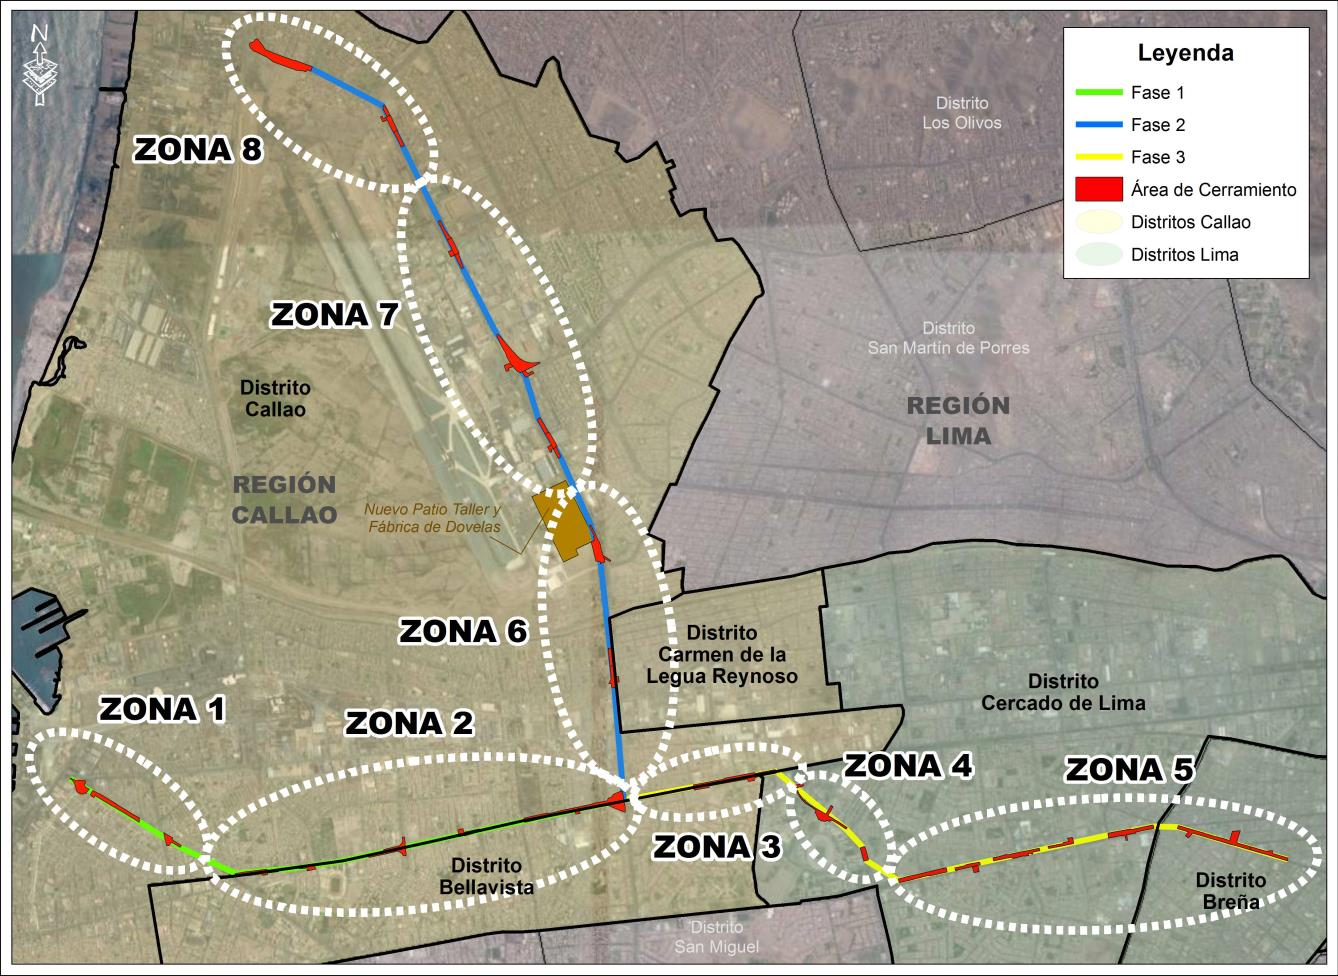 N
Leyenda
Fase 1
Fase 2
Fase 3
Área de Cerramiento
Distritos Callao
Distritos Lima
Distrito
Los Olivos
ZONA 8
ZONA 7
Distrito
San Martín de Porres
Distrito
Callao
REGIÓN
LIMA
REGIÓN
CALLAO
Nuevo Patio Taller y
Fábrica de Dovelas
ZONA 6
Distrito
Carmen de la
Legua Reynoso
Distrito
Cercado de Lima
ZONA 1
ZONA 2
ZONA 4
ZONA 5
ZONA 3
Distrito
Bellavista
Distrito
Breña
Distrito
San Miguel